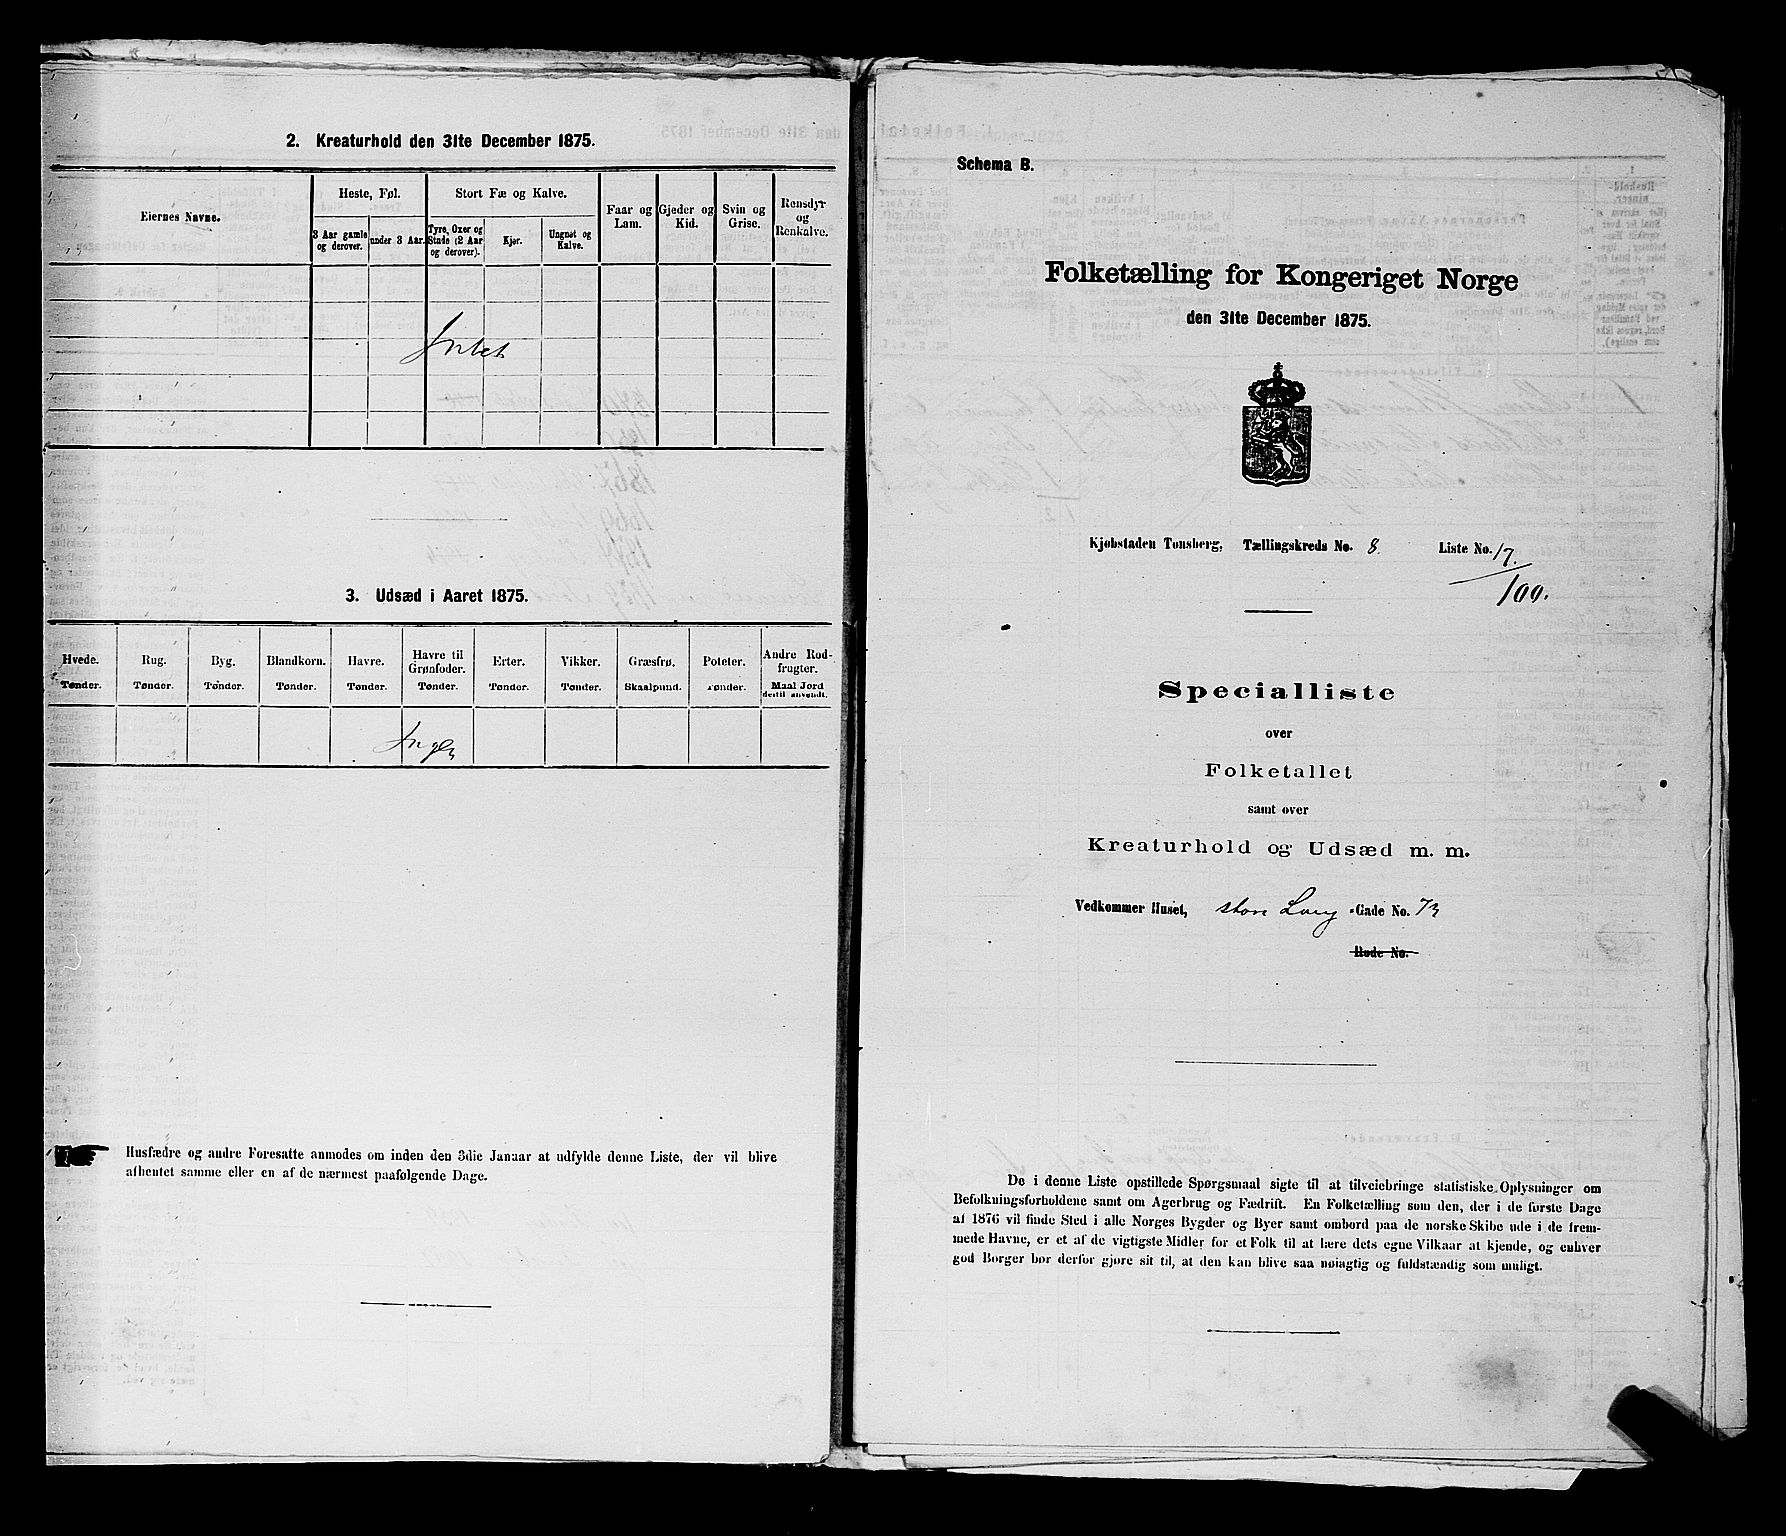 2. Kreaturhold den 31te December 1875.
Eiernes Navne.
Heste, Føl.
Stort Fæ og Kalve.
Faar og Lam.
Gjeder og Kid.
Svin og Grise.
Rensdyr og Renkalve.
3 Aar gamle og derover.
under 3 Aar.
Tyre, Oxer og Stude (2 Aar og derover).
Kjør.
Ungnøt og Kalve.
Intet
3. Udsæd i Aaret 1875.
Hvede. Rug. Byg. Blandkorn. Havre. Havre til Grønfoder. Erter. Vikker. Græsfrø. Poteter. Andre Rodfrugter.
Tønder. Tønder. Tønder. Tønder. Tønder. Tønder. Tønder. Tønder. Skaalpund. Tønder. Maal Jord dertil anvendt.
Ingen
Husfædre og andre Foresatte anmodes om inden den 3die Januar at udfylde denne Liste, der vil blive
afhentet samme eller en af de nærmest paafølgende Dage.
Schema B.
Folketælling for Kongeriget Norge
den 31te December 1875.
Kjøbstaden Tønsberg, Tællingskreds No. 8. Liste No. 17.
100.
Specialliste
over
Folketallet
samt over
Kreaturhold og Udsæd m. m.
Vedkommer Huset, store Lang-Gade No. 73
Rode No.
De i denne Liste opstillede Spørgsmaal sigte til at tilveiebringe statistiske Oplysninger om
Befolkningsforholdene samt om Agerbrug og Fædrift. En Folketælling som den, der i de første Dage
af 1876 vil finde Sted i alle Norges Bygder og Byer samt ombord paa de norske Skibe ude i de frem-
mede Havne, er et af de vigtigste Midler for et Folk til at lære dets egne Vilkaar at kjende, og enhver
god Borger bør derfor gjøre sit til, at den kan blive saa nøiagtig og fuldstændig som muligt.